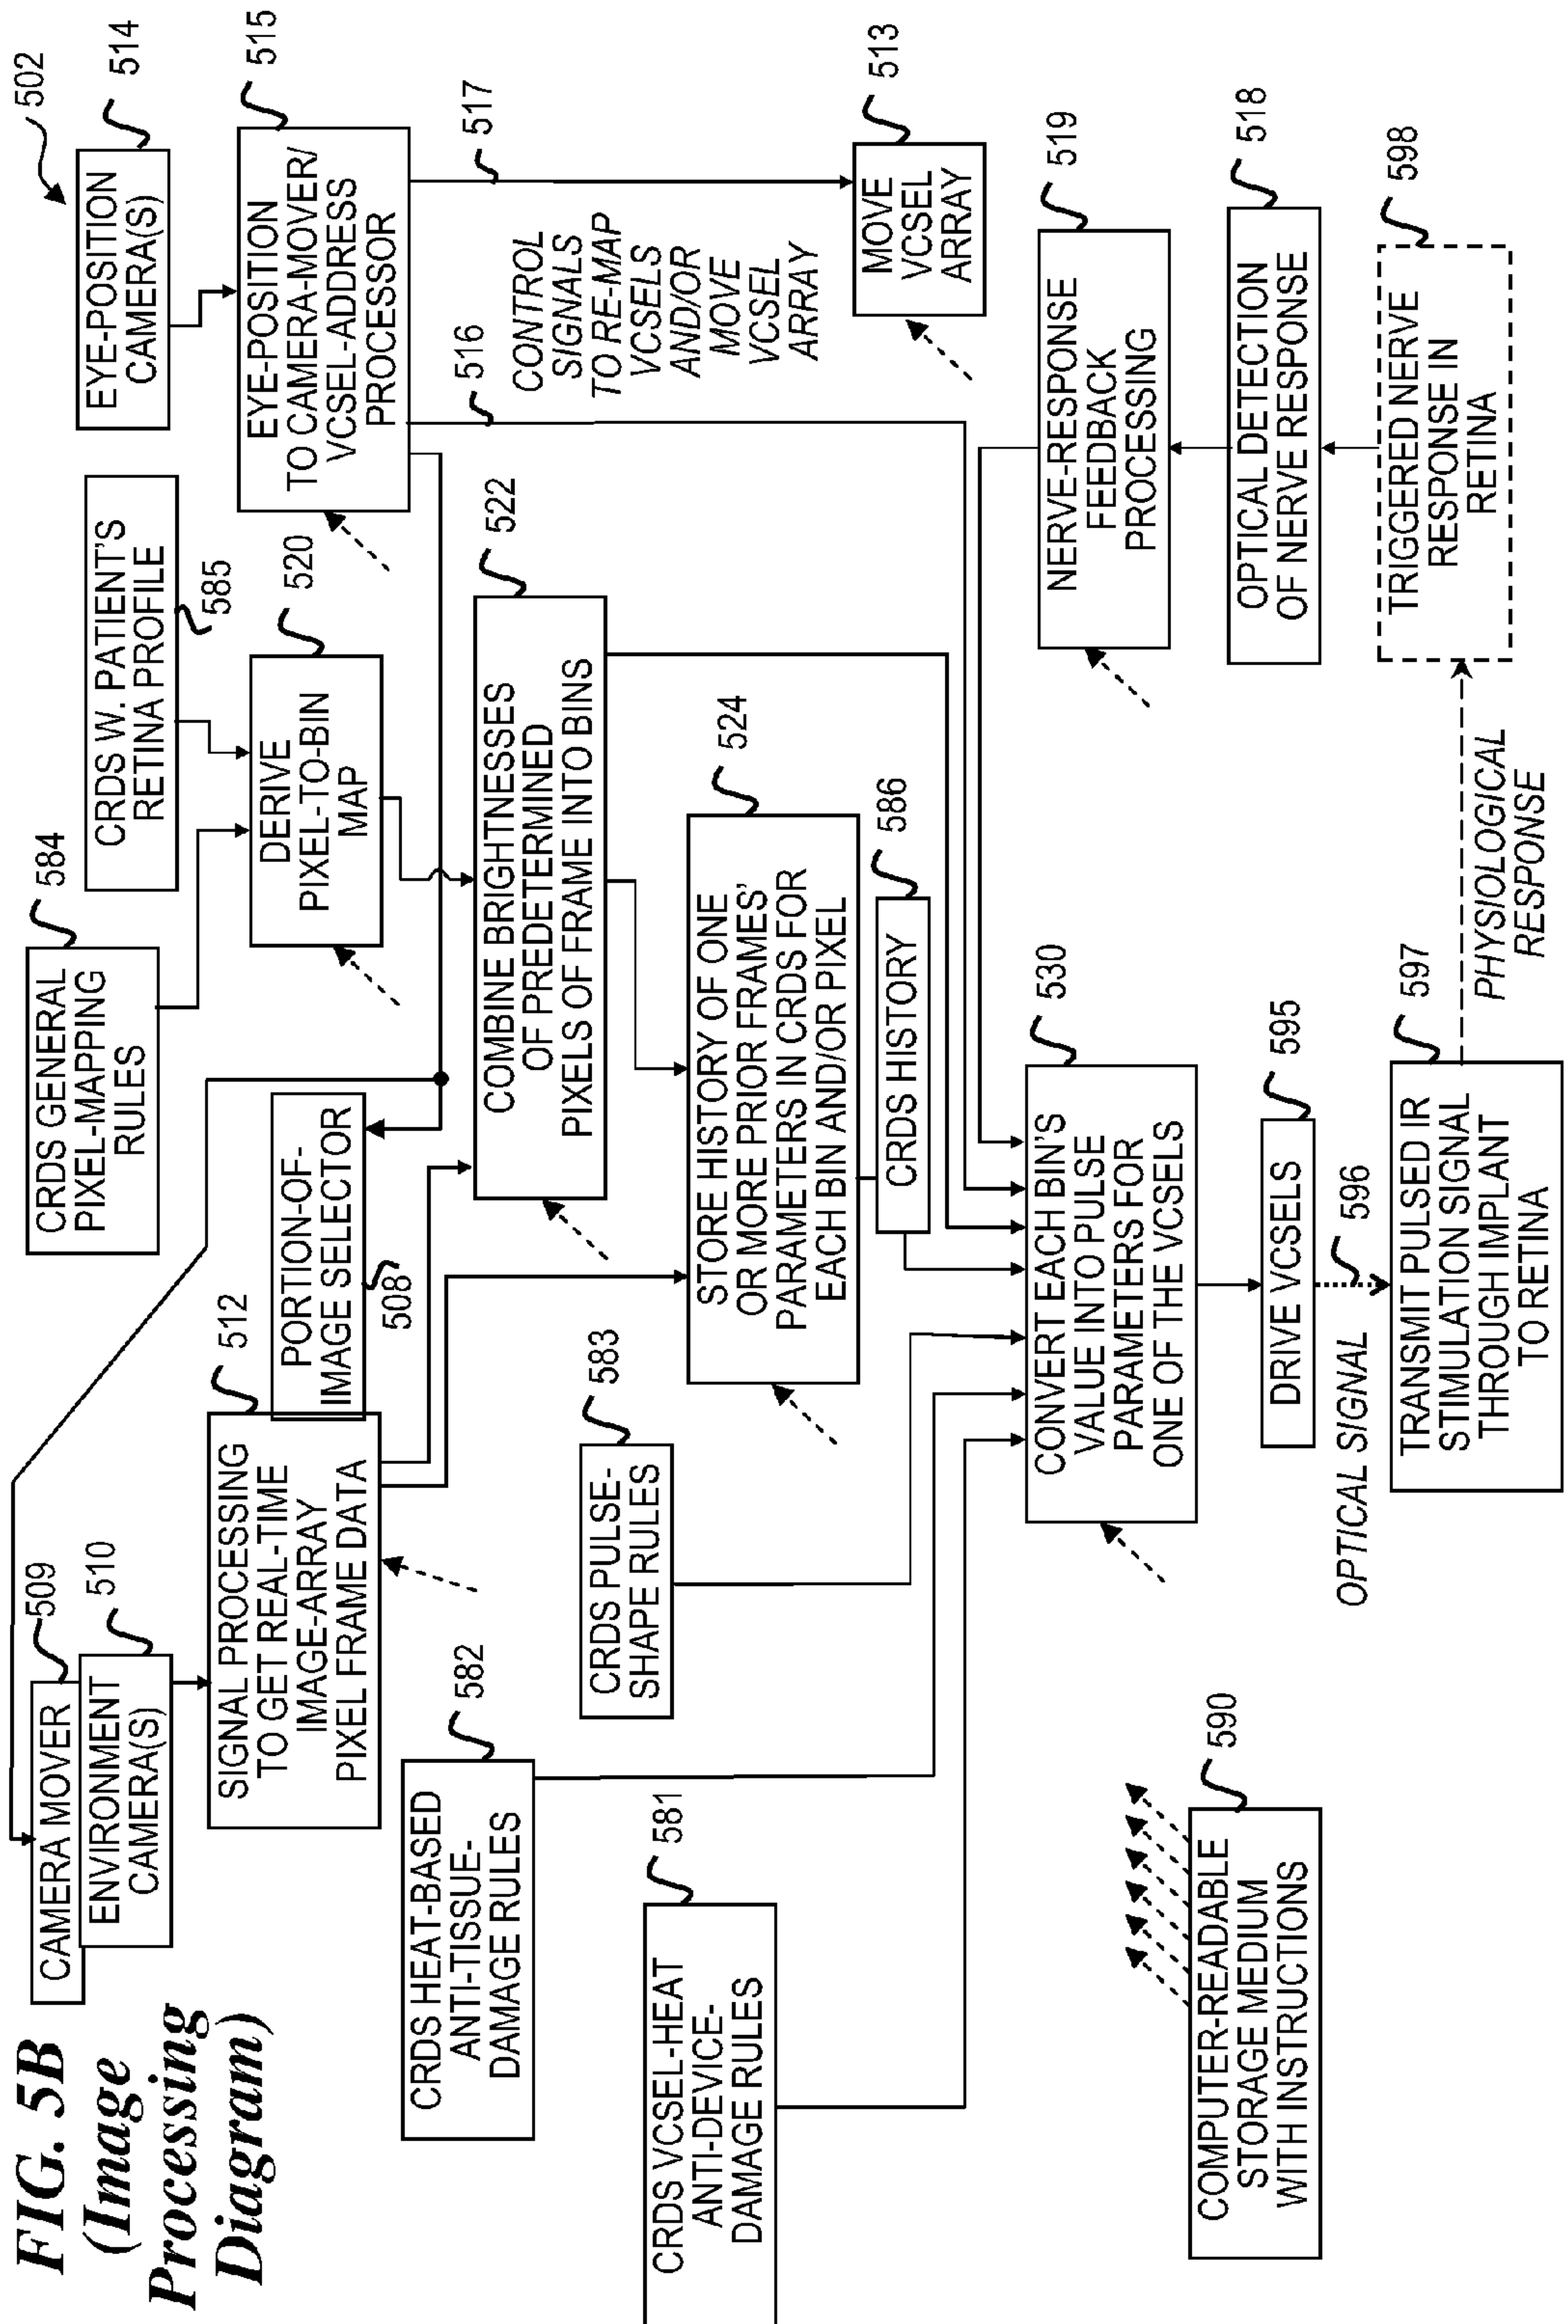 FIG. 5B
(Image
Processing
Diagram)
502
CAMERA MOVER
509
ENVIRONMENT
CAMERA(S)
510
EYE-POSITION
CAMERA(S)
514
SIGNAL PROCESSING
TO GET REAL-TIME
IMAGE-ARRAY
PIXEL FRAME DATA
512
PORTION-OF-
IMAGE SELECTOR
508
CRDS GENERAL
PIXEL-MAPPING
RULES
584
CRDS W. PATIENT'S
RETINA PROFILE
585
DERIVE
PIXEL-TO-BIN
MAP
520
EYE-POSITION
TO CAMERA-MOVER/
VCSEL-ADDRESS
PROCESSOR
515
516
517
CONTROL
SIGNALS
TO RE-MAP
VCSELS
AND/OR
MOVE
VCSEL
ARRAY
CRDS HEAT-BASED
ANTI-TISSUE-
DAMAGE RULES
582
CRDS PULSE-
SHAPE RULES
583
COMBINE BRIGHTNESSES
OF PREDETERMINED
PIXELS OF FRAME INTO BINS
522
CRDS VCSEL-HEAT
ANTI-DEVICE-
DAMAGE RULES
581
STORE HISTORY OF ONE
OR MORE PRIOR FRAMES'
PARAMETERS IN CRDS FOR
EACH BIN AND/OR PIXEL
524
CRDS HISTORY
586
MOVE
VCSEL
ARRAY
513
CONVERT EACH BIN'S
VALUE INTO PULSE
PARAMETERS FOR
ONE OF THE VCSELS
530
NERVE-RESPONSE
FEEDBACK
PROCESSING
519
COMPUTER-READABLE
STORAGE MEDIUM
WITH INSTRUCTIONS
590
DRIVE VCSELS
595
OPTICAL DETECTION
OF NERVE RESPONSE
518
OPTICAL SIGNAL
596
TRANSMIT PULSED IR
STIMULATION SIGNAL
THROUGH IMPLANT
TO RETINA
597
PHYSIOLOGICAL
RESPONSE
TRIGGERED NERVE
RESPONSE IN
RETINA
598